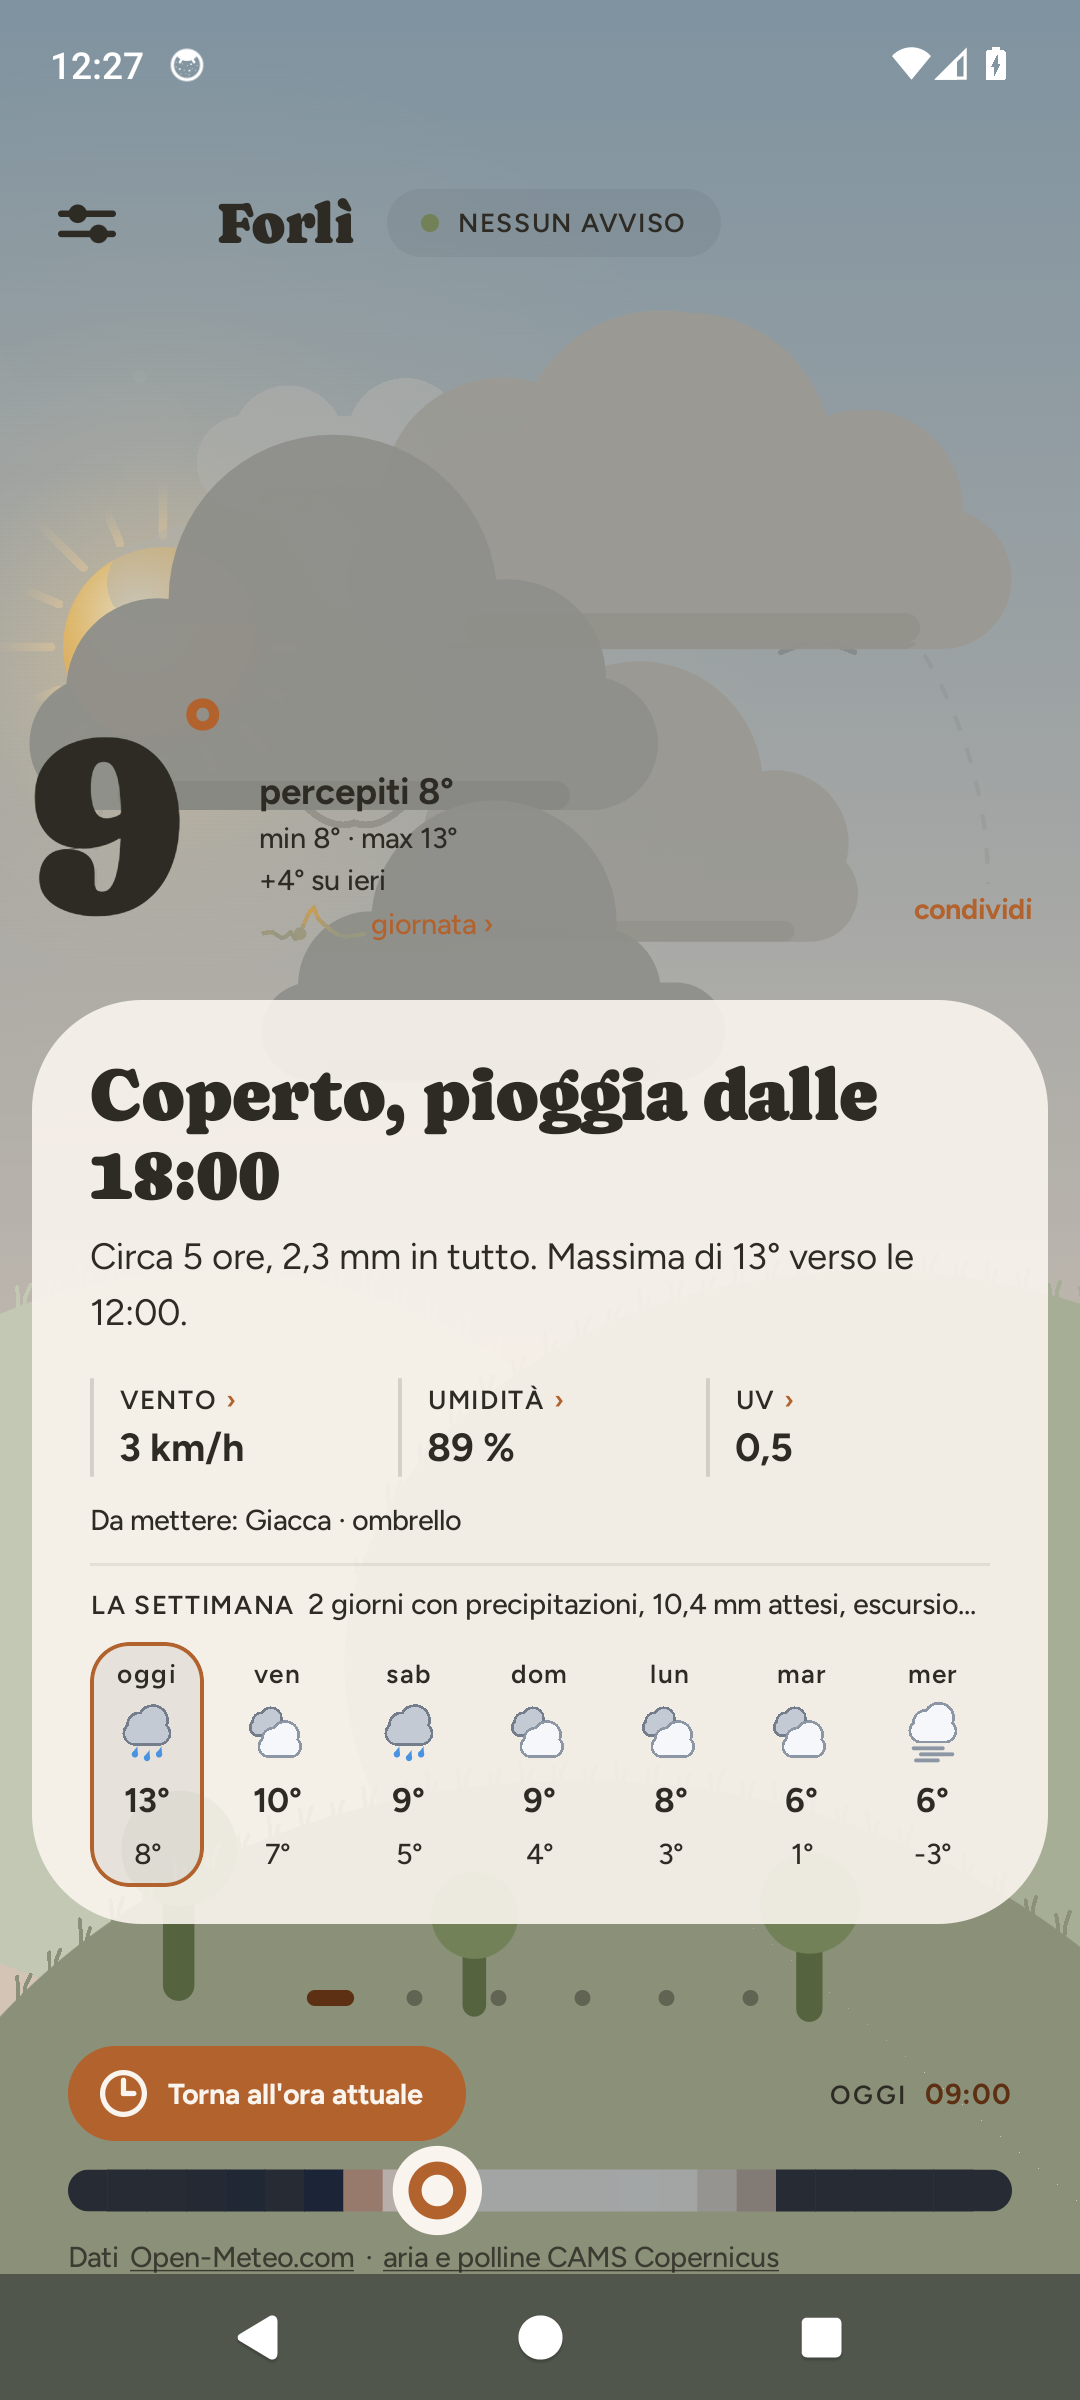 12:27
Forlì
NESSUN AVVISO
9°
percepiti 8°
min 8° · max 13°
+4° su ieri
giornata ›
condividi
Coperto, pioggia dalle
18:00
Circa 5 ore, 2,3 mm in tutto. Massima di 13° verso le
12:00.
VENTO › UMIDITÀ › UV ›
3 km/h 89 % 0,5
Da mettere: Giacca · ombrello
LA SETTIMANA 2 giorni con precipitazioni, 10,4 mm attesi, escursio...
oggi ven sab dom lun mar mer
13° 10° 9° 9° 8° 6° 6°
8° 7° 5° 4° 3° 1° -3°
Torna all'ora attuale
OGGI 09:00
Dati Open-Meteo.com · aria e polline CAMS Copernicus